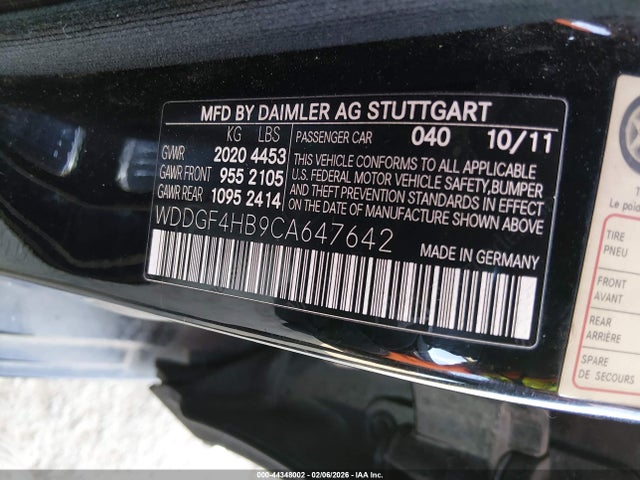 MFD BY DAIMLER AG STUTTGART
KG LBS PASSENGER CAR 040 10/11
GVWR 2020 4453
GAWR FRONT 955 2105
GAWR REAR 1095 2414
THIS VEHICLE CONFORMS TO ALL APPLICABLE
U.S. FEDERAL MOTOR VEHICLE SAFETY, BUMPER
AND THEFT PREVENTION STANDARDS IN EFFECT
ON THE DATE OF MANUFACTURE SHOWN ABOVE
WDDGF4HB9CA647642
MADE IN GERMANY
Le
TIRE
PNEU
FRONT
AVANT
REAR
ARRIÈRE
SPARE
DE SECOURS
000-44348002 - 02/06/2026 - IAA Inc.